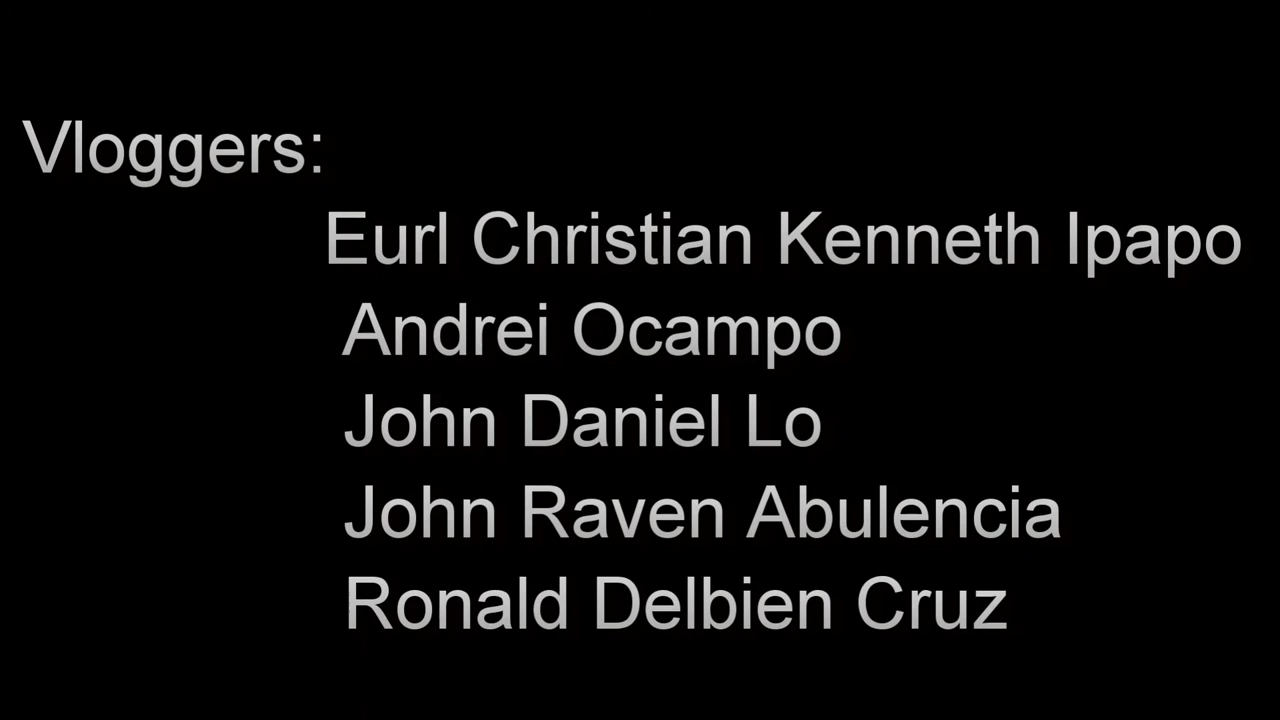 Vloggers:
Eurl Christian Kenneth Ipapo
Andrei Ocampo
John Daniel Lo
John Raven Abulencia
Ronald Delbien Cruz